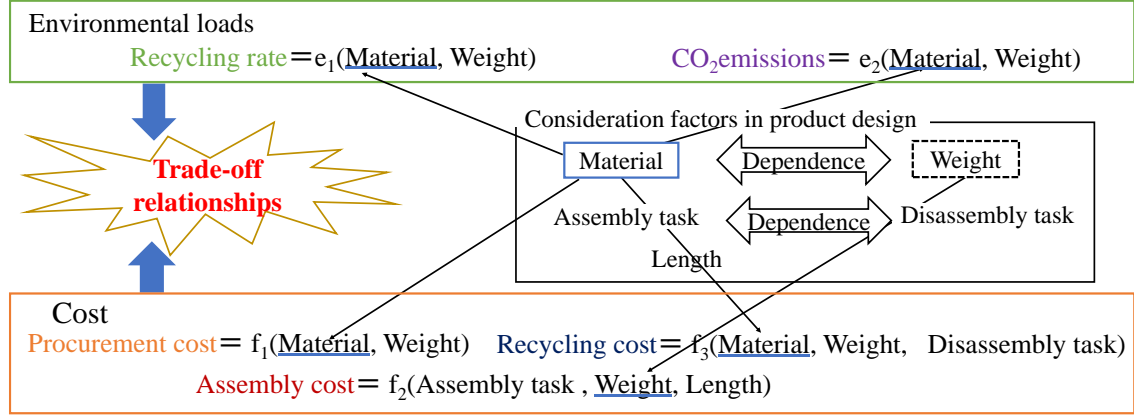 Environmental loads
Recycling rate=e₁(Material, Weight)
CO₂emissions= e₂(Material, Weight)
Consideration factors in product design
Material
Dependence
Weight
Trade-off
relationships
Assembly task
Dependence
Disassembly task
Length
Cost
Procurement cost= f₁(Material, Weight)
Recycling cost= f₃(Material, Weight, Disassembly task)
Assembly cost= f₂(Assembly task , Weight, Length)